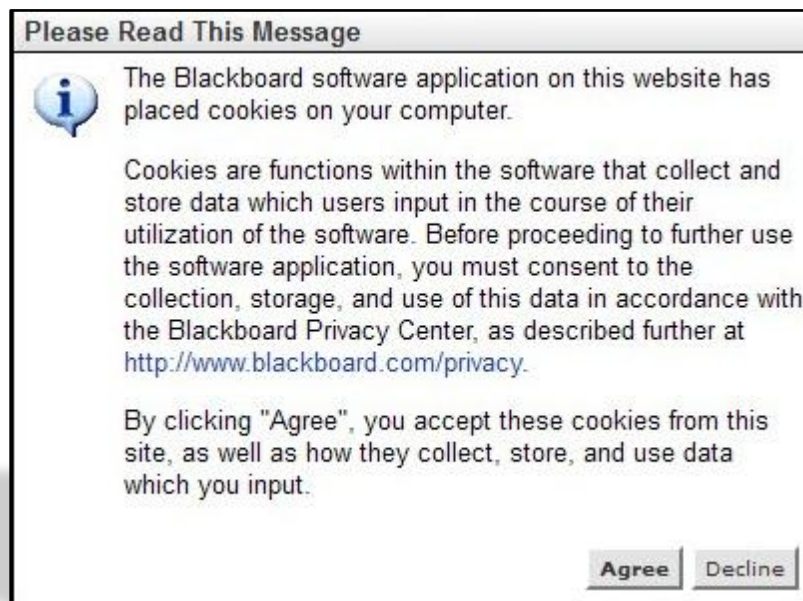 Please Read This Message
The Blackboard software application on this website has
placed cookies on your computer.
Cookies are functions within the software that collect and
store data which users input in the course of their
utilization of the software. Before proceeding to further use
the software application, you must consent to the
collection, storage, and use of this data in accordance with
the Blackboard Privacy Center, as described further at
http://www.blackboard.com/privacy.
By clicking "Agree", you accept these cookies from this
site, as well as how they collect, store, and use data
which you input.
Agree Decline